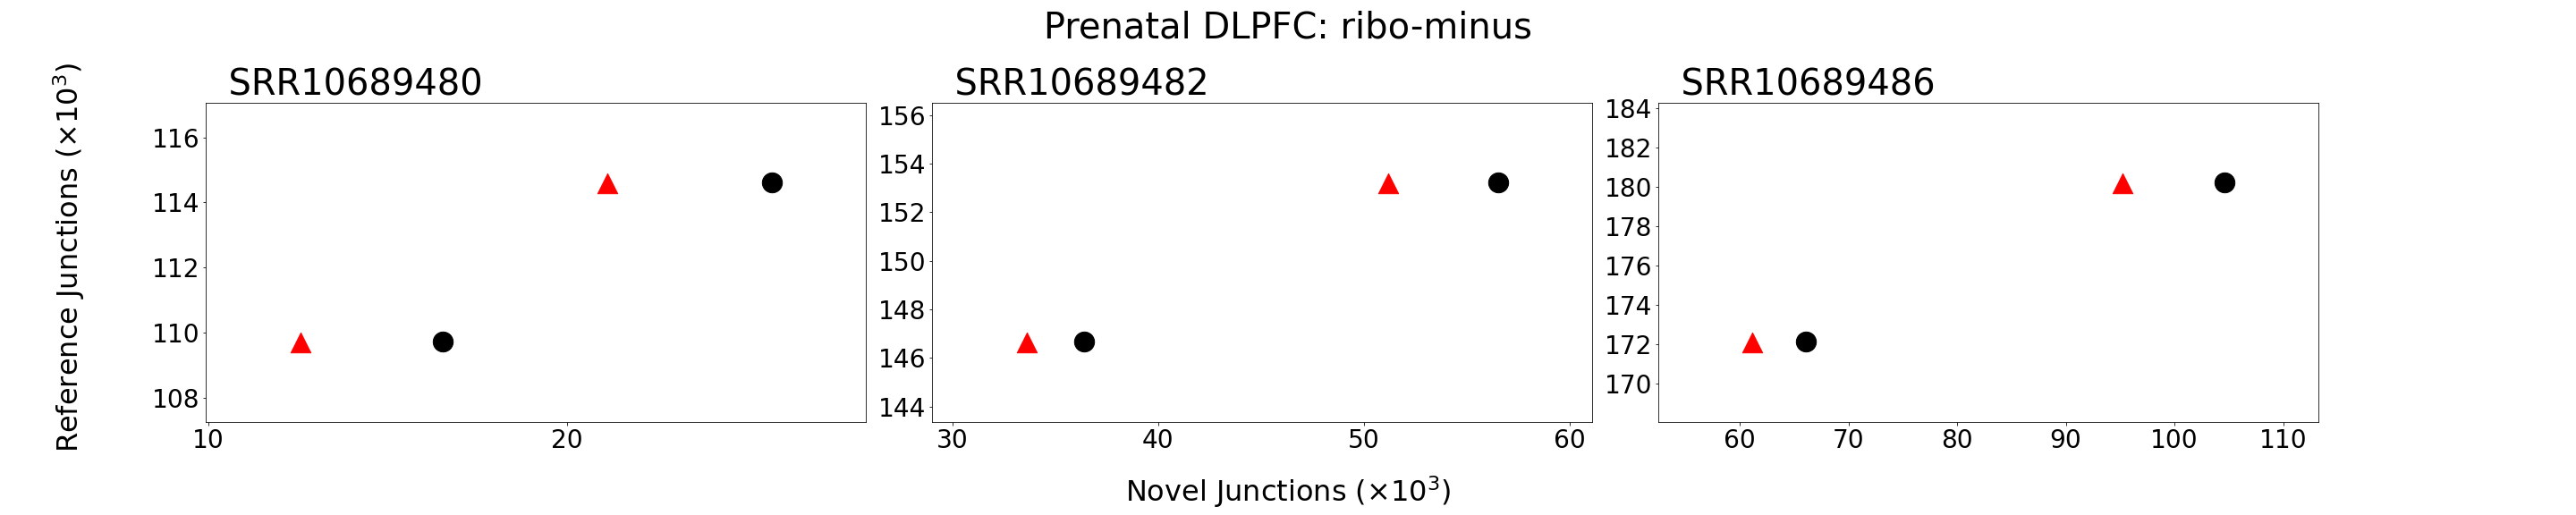 Prenatal DLPFC: ribo-minus
SRR10689480
SRR10689482
SRR10689486
Reference Junctions (×10³)
116
114
112
110
108
10 20
156
154
152
150
148
146
144
30 40 50 60
184
182
180
178
176
174
172
170
60 70 80 90 100 110
Novel Junctions (×10³)